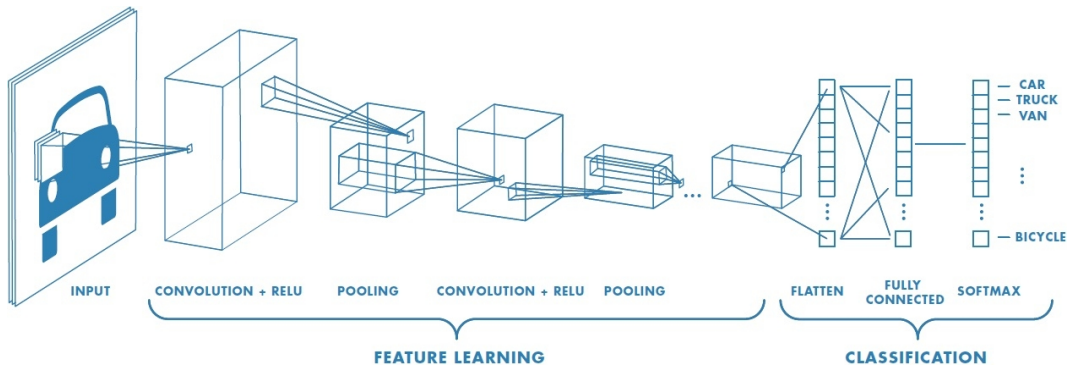 CAR
TRUCK
VAN
BICYCLE
INPUT
CONVOLUTION + RELU
POOLING
CONVOLUTION + RELU
POOLING
FLATTEN
FULLY
CONNECTED
SOFTMAX
FEATURE LEARNING
CLASSIFICATION